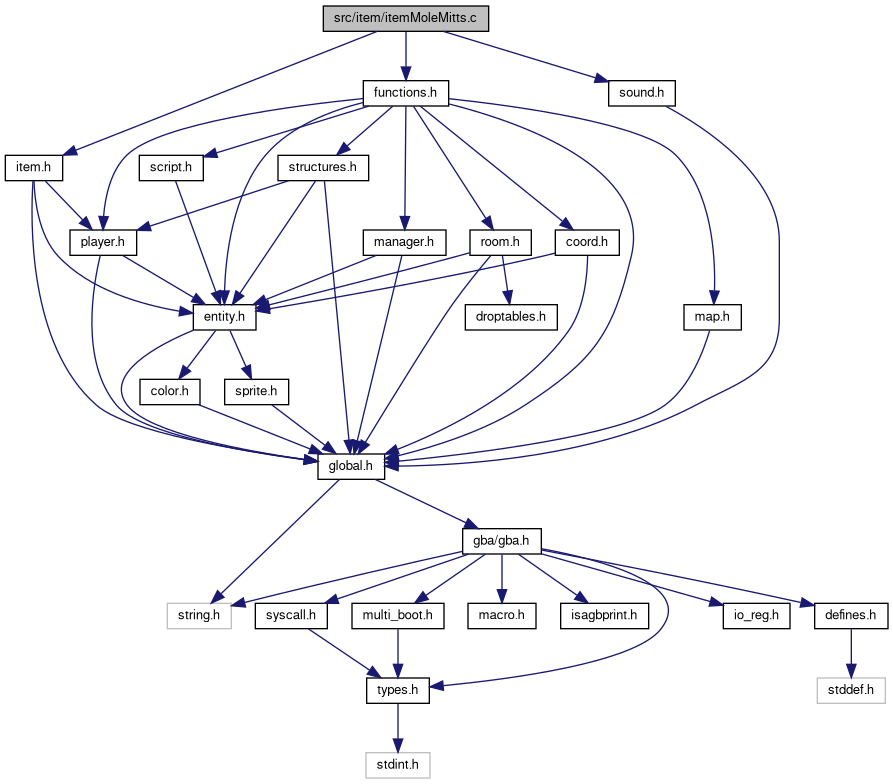 src/item/itemMoleMitts.c
functions.h
sound.h
item.h
script.h
structures.h
player.h
manager.h
room.h
coord.h
entity.h
droptables.h
map.h
color.h
sprite.h
global.h
gba/gba.h
string.h
syscall.h
multi_boot.h
macro.h
isagbprint.h
io_reg.h
defines.h
types.h
stddef.h
stdint.h